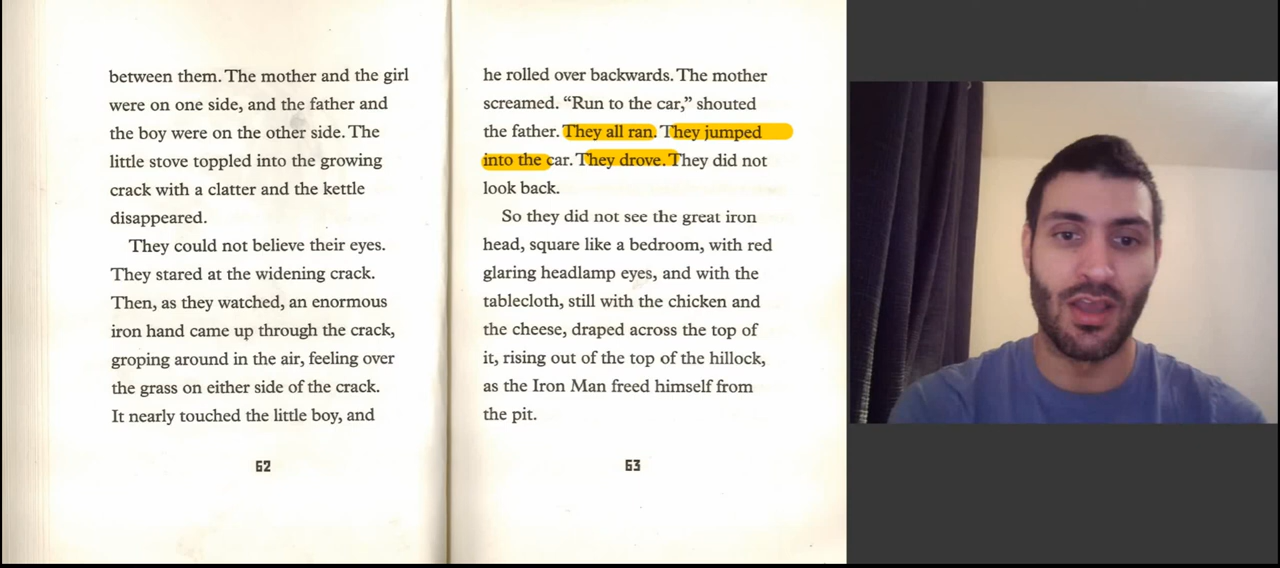 between them. The mother and the girl
were on one side, and the father and
the boy were on the other side. The
little stove toppled into the growing
crack with a clatter and the kettle
disappeared.
They could not believe their eyes.
They stared at the widening crack.
Then, as they watched, an enormous
iron hand came up through the crack,
groping around in the air, feeling over
the grass on either side of the crack.
It nearly touched the little boy, and
62
he rolled over backwards. The mother
screamed. “Run to the car,” shouted
the father. They all ran. They jumped
into the car. They drove. They did not
look back.
So they did not see the great iron
head, square like a bedroom, with red
glaring headlamp eyes, and with the
tablecloth, still with the chicken and
the cheese, draped across the top of
it, rising out of the top of the hillock,
as the Iron Man freed himself from
the pit.
63